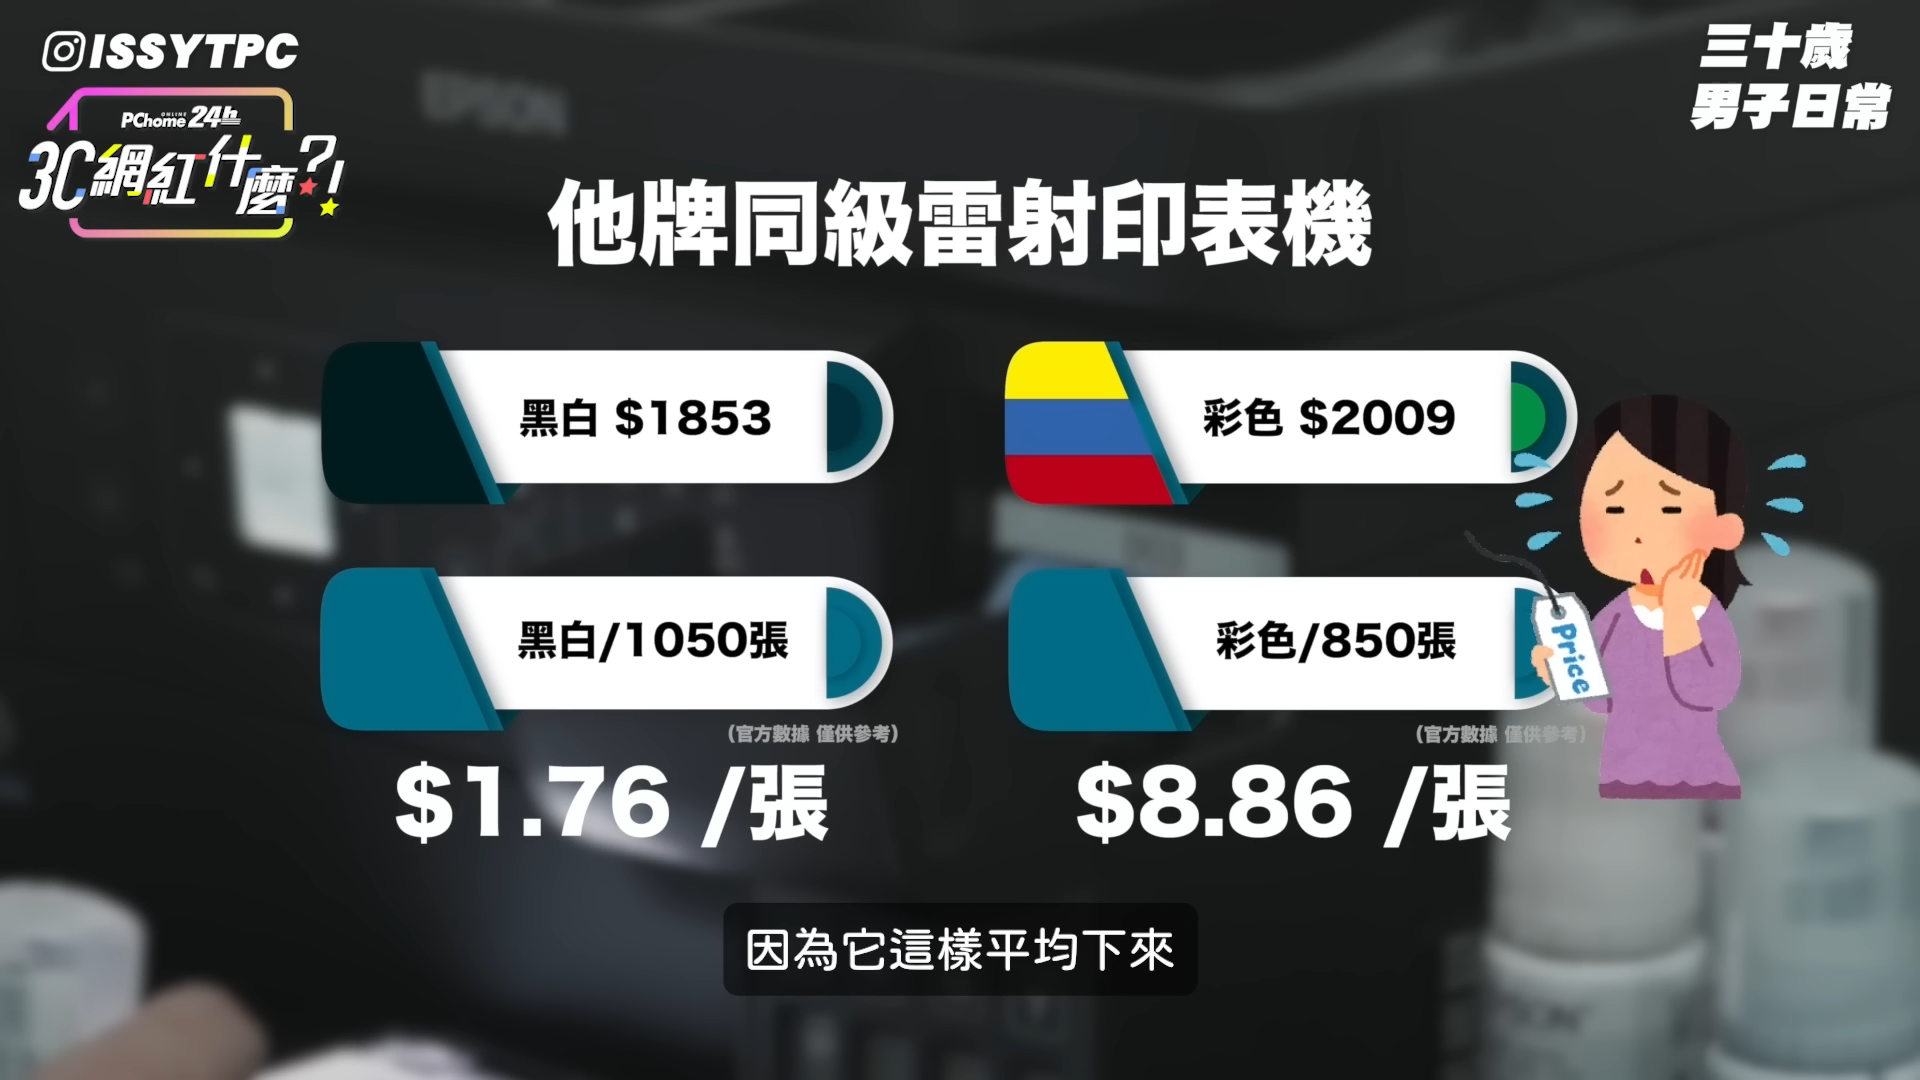 ISSYTPC
三十歲
男子日常
PChome ONLINE 24h
3C網紅什麼?!
EPSON
他牌同級雷射印表機
黑白 $1853
彩色 $2009
黑白/1050張
彩色/850張
Price
(官方數據 僅供參考)
(官方數據 僅供參考)
$1.76 /張
$8.86 /張
因為它這樣平均下來